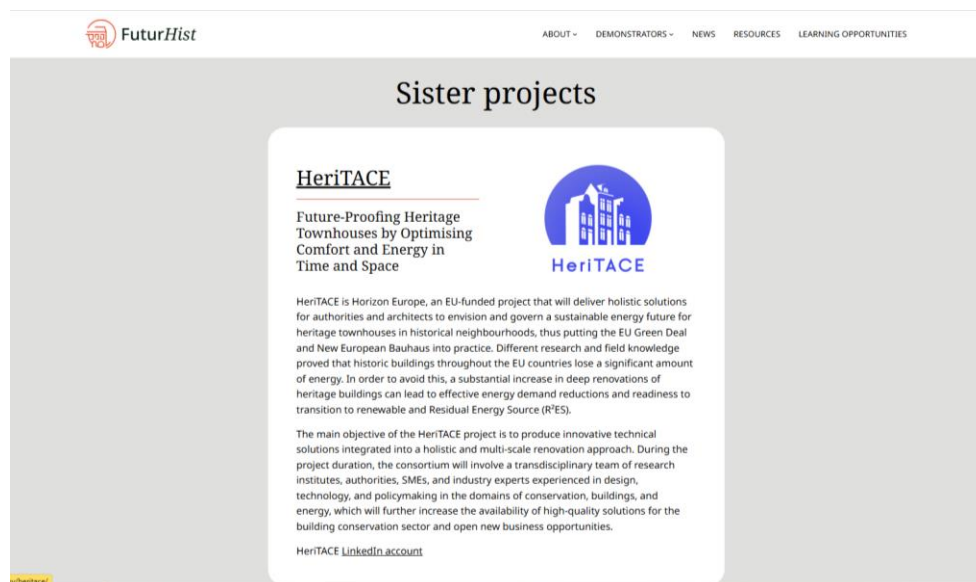 FuturHist
ABOUT DEMONSTRATORS NEWS RESOURCES LEARNING OPPORTUNITIES
Sister projects
HeriTACE
Future-Proofing Heritage
Townhouses by Optimising
Comfort and Energy in
Time and Space
HeriTACE
HeriTACE is Horizon Europe, an EU-funded project that will deliver holistic solutions
for authorities and architects to envision and govern a sustainable energy future for
heritage townhouses in historical neighbourhoods, thus putting the EU Green Deal
and New European Bauhaus into practice. Different research and field knowledge
proved that historic buildings throughout the EU countries lose a significant amount
of energy. In order to avoid this, a substantial increase in deep renovations of
heritage buildings can lead to effective energy demand reductions and readiness to
transition to renewable and Residual Energy Source (R²ES).
The main objective of the HeriTACE project is to produce innovative technical
solutions integrated into a holistic and multi-scale renovation approach. During the
project duration, the consortium will involve a transdisciplinary team of research
institutes, authorities, SMEs, and industry experts experienced in design,
technology, and policymaking in the domains of conservation, buildings, and
energy, which will further increase the availability of high-quality solutions for the
building conservation sector and open new business opportunities.
HeriTACE LinkedIn account